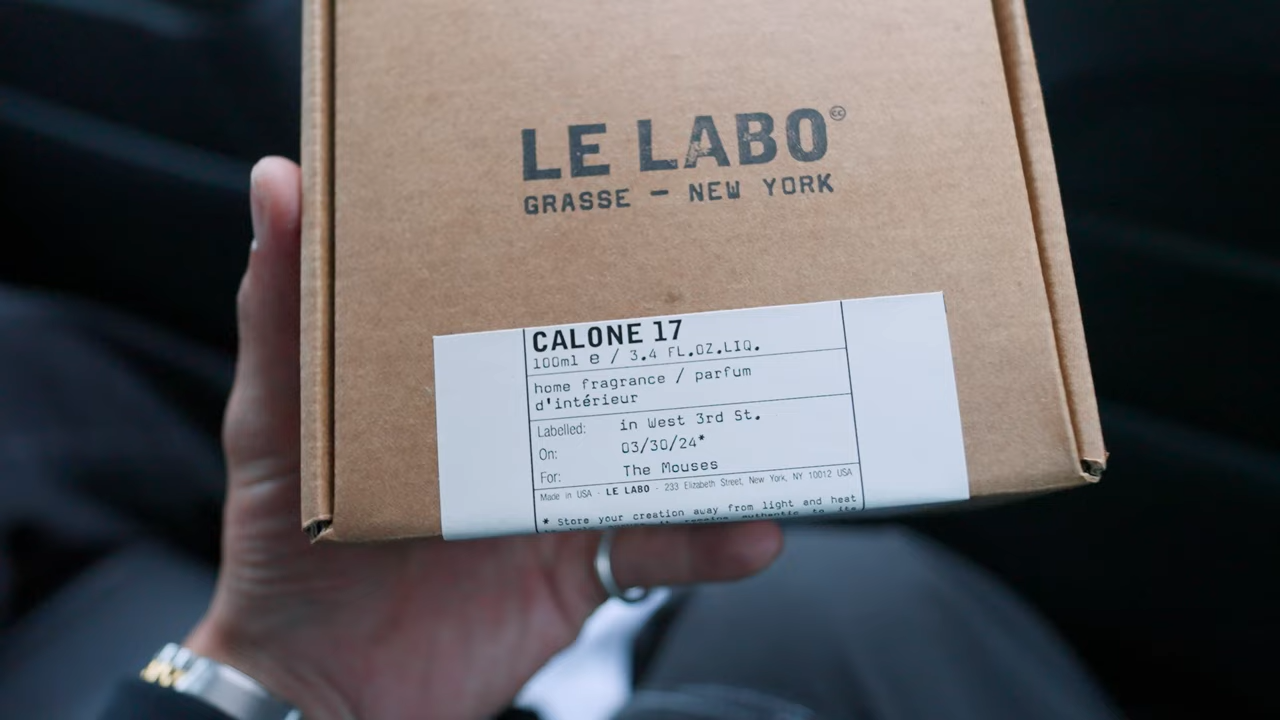 LE LABO
GRASSE — NEW YORK
CALONE 17
100ml e / 3.4 FL.OZ.LIQ.
home fragrance / parfum
d'intérieur
Labelled: in West 3rd St.
On: 03/30/24*
For: The Mouses
Made in USA - LE LABO - 233 Elizabeth Street, New York, NY 10012 USA
* Store your creation away from light and heat